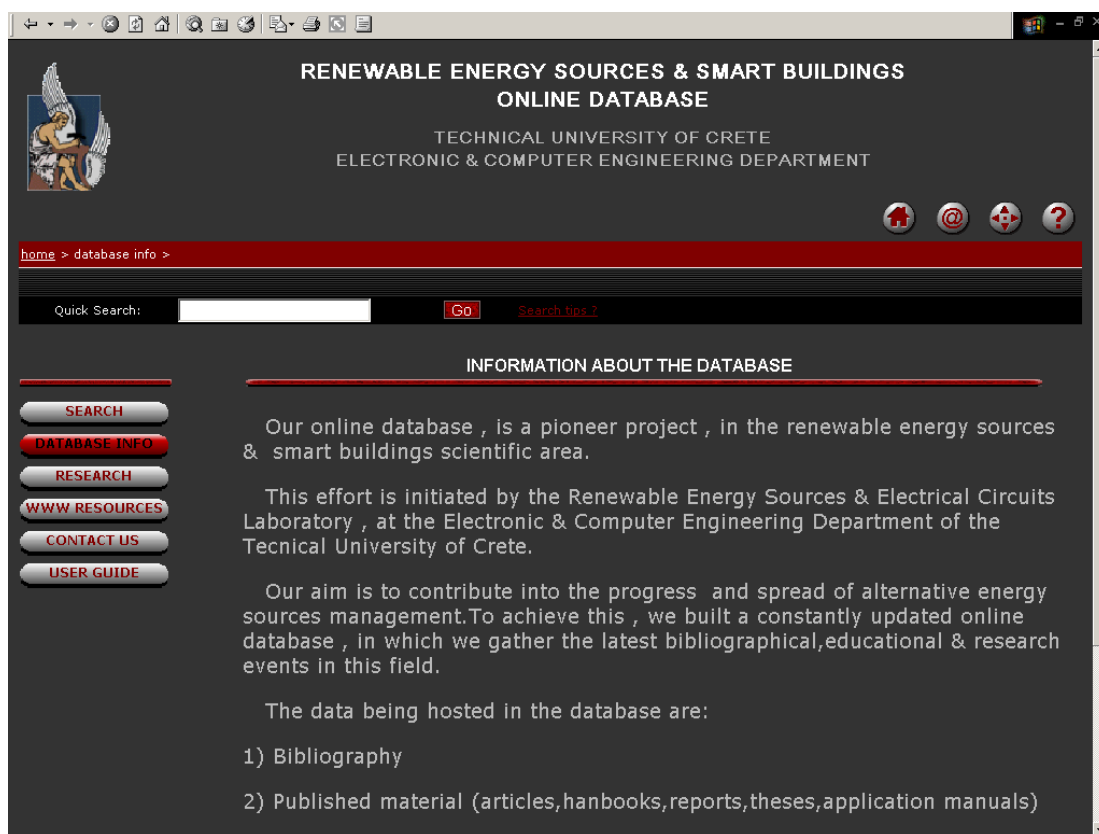 RENEWABLE ENERGY SOURCES & SMART BUILDINGS
ONLINE DATABASE
TECHNICAL UNIVERSITY OF CRETE
ELECTRONIC & COMPUTER ENGINEERING DEPARTMENT
home > database info >
Quick Search:
Go
Search tips ?
INFORMATION ABOUT THE DATABASE
SEARCH
DATABASE INFO
RESEARCH
WWW RESOURCES
CONTACT US
USER GUIDE
Our online database , is a pioneer project , in the renewable energy sources
& smart buildings scientific area.
This effort is initiated by the Renewable Energy Sources & Electrical Circuits
Laboratory , at the Electronic & Computer Engineering Department of the
Tecnical University of Crete.
Our aim is to contribute into the progress and spread of alternative energy
sources management.To achieve this , we built a constantly updated online
database , in which we gather the latest bibliographical,educational & research
events in this field.
The data being hosted in the database are:
1) Bibliography
2) Published material (articles,hanbooks,reports,theses,application manuals)